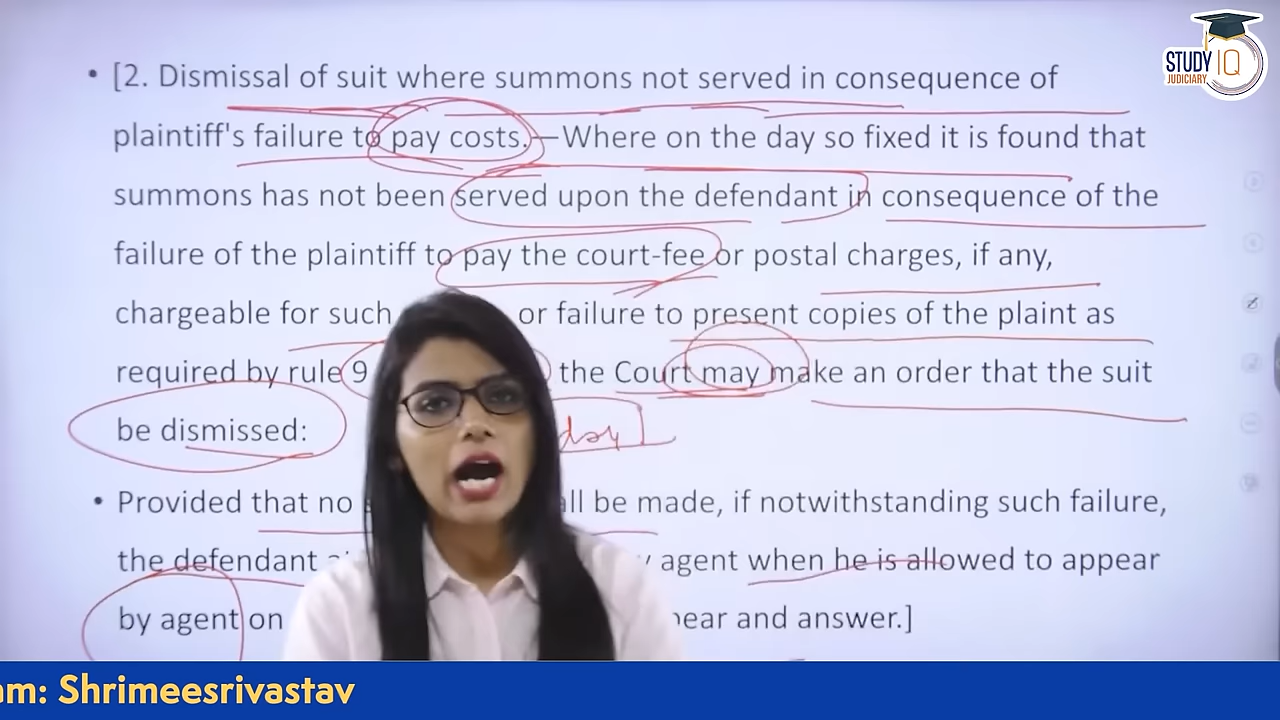 STUDY IQ
JUDICIARY
• [2. Dismissal of suit where summons not served in consequence of
plaintiff's failure to pay costs.—Where on the day so fixed it is found that
summons has not been served upon the defendant in consequence of the
failure of the plaintiff to pay the court-fee or postal charges, if any,
chargeable for such or failure to present copies of the plaint as
required by rule 9 the Court may make an order that the suit
be dismissed:
• Provided that no all be made, if notwithstanding such failure,
the defendant agent when he is allowed to appear
by agent on pear and answer.]
am: Shrimeesrivastav